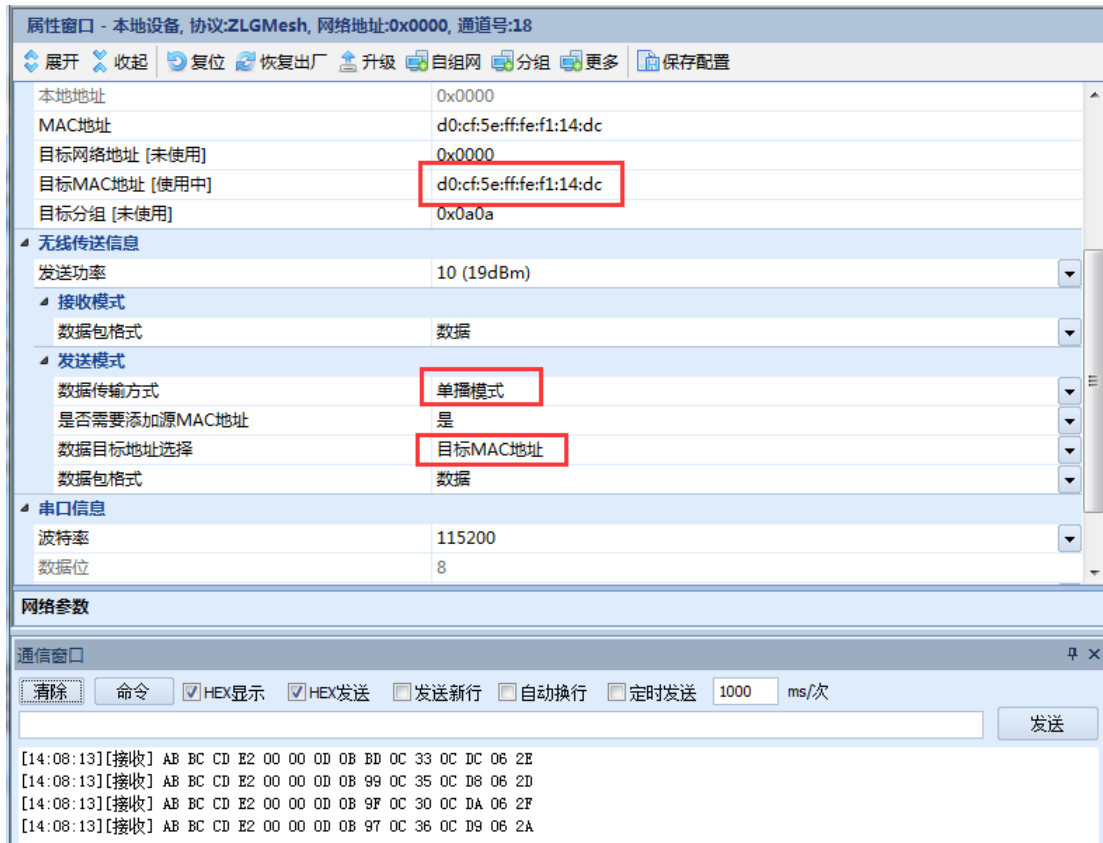 属性窗口 - 本地设备, 协议:ZLGMesh, 网络地址:0x0000, 通道号:18
展开 收起 复位 恢复出厂 升级 自组网 分组 更多 保存配置
本地地址 0x0000
MAC地址 d0:cf:5e:ff:fe:f1:14:dc
目标网络地址 [未使用] 0x0000
目标MAC地址 [使用中] d0:cf:5e:ff:fe:f1:14:dc
目标分组 [未使用] 0x0a0a
无线传送信息
发送功率 10 (19dBm)
接收模式
数据包格式 数据
发送模式
数据传输方式 单播模式
是否需要添加源MAC地址 是
数据目标地址选择 目标MAC地址
数据包格式 数据
串口信息
波特率 115200
数据位 8
网络参数
通信窗口
清除 命令 HEX显示 HEX发送 发送新行 自动换行 定时发送 1000 ms/次
发送
[14:08:13][接收] AB BC CD E2 00 00 0D 0B BD 0C 33 0C DC 06 2E
[14:08:13][接收] AB BC CD E2 00 00 0D 0B 99 0C 35 0C D8 06 2D
[14:08:13][接收] AB BC CD E2 00 00 0D 0B 9F 0C 30 0C DA 06 2F
[14:08:13][接收] AB BC CD E2 00 00 0D 0B 97 0C 36 0C D9 06 2A